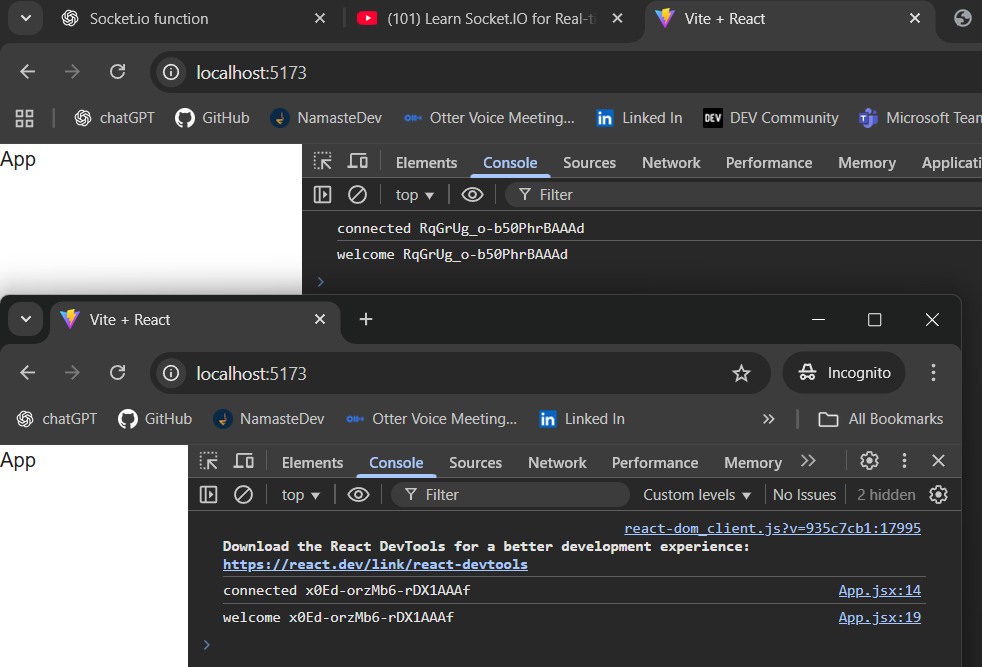 Socket.io function
(101) Learn Socket.IO for Real-t
Vite + React
localhost:5173
chatGPT
GitHub
NamasteDev
Otter Voice Meeting...
Linked In
DEV Community
Microsoft Team
App
Elements
Console
Sources
Network
Performance
Memory
Applicati
top
Filter
connected RqGrUg_o-b50PhrBAAAd
welcome RqGrUg_o-b50PhrBAAAd
Vite + React
localhost:5173
Incognito
chatGPT
GitHub
NamasteDev
Otter Voice Meeting...
Linked In
All Bookmarks
App
Elements
Console
Sources
Network
Performance
Memory
top
Filter
Custom levels
No Issues
2 hidden
react-dom_client.js?v=935c7cb1:17995
Download the React DevTools for a better development experience:
https://react.dev/link/react-devtools
connected x0Ed-orzMb6-rDX1AAAf
App.jsx:14
welcome x0Ed-orzMb6-rDX1AAAf
App.jsx:19